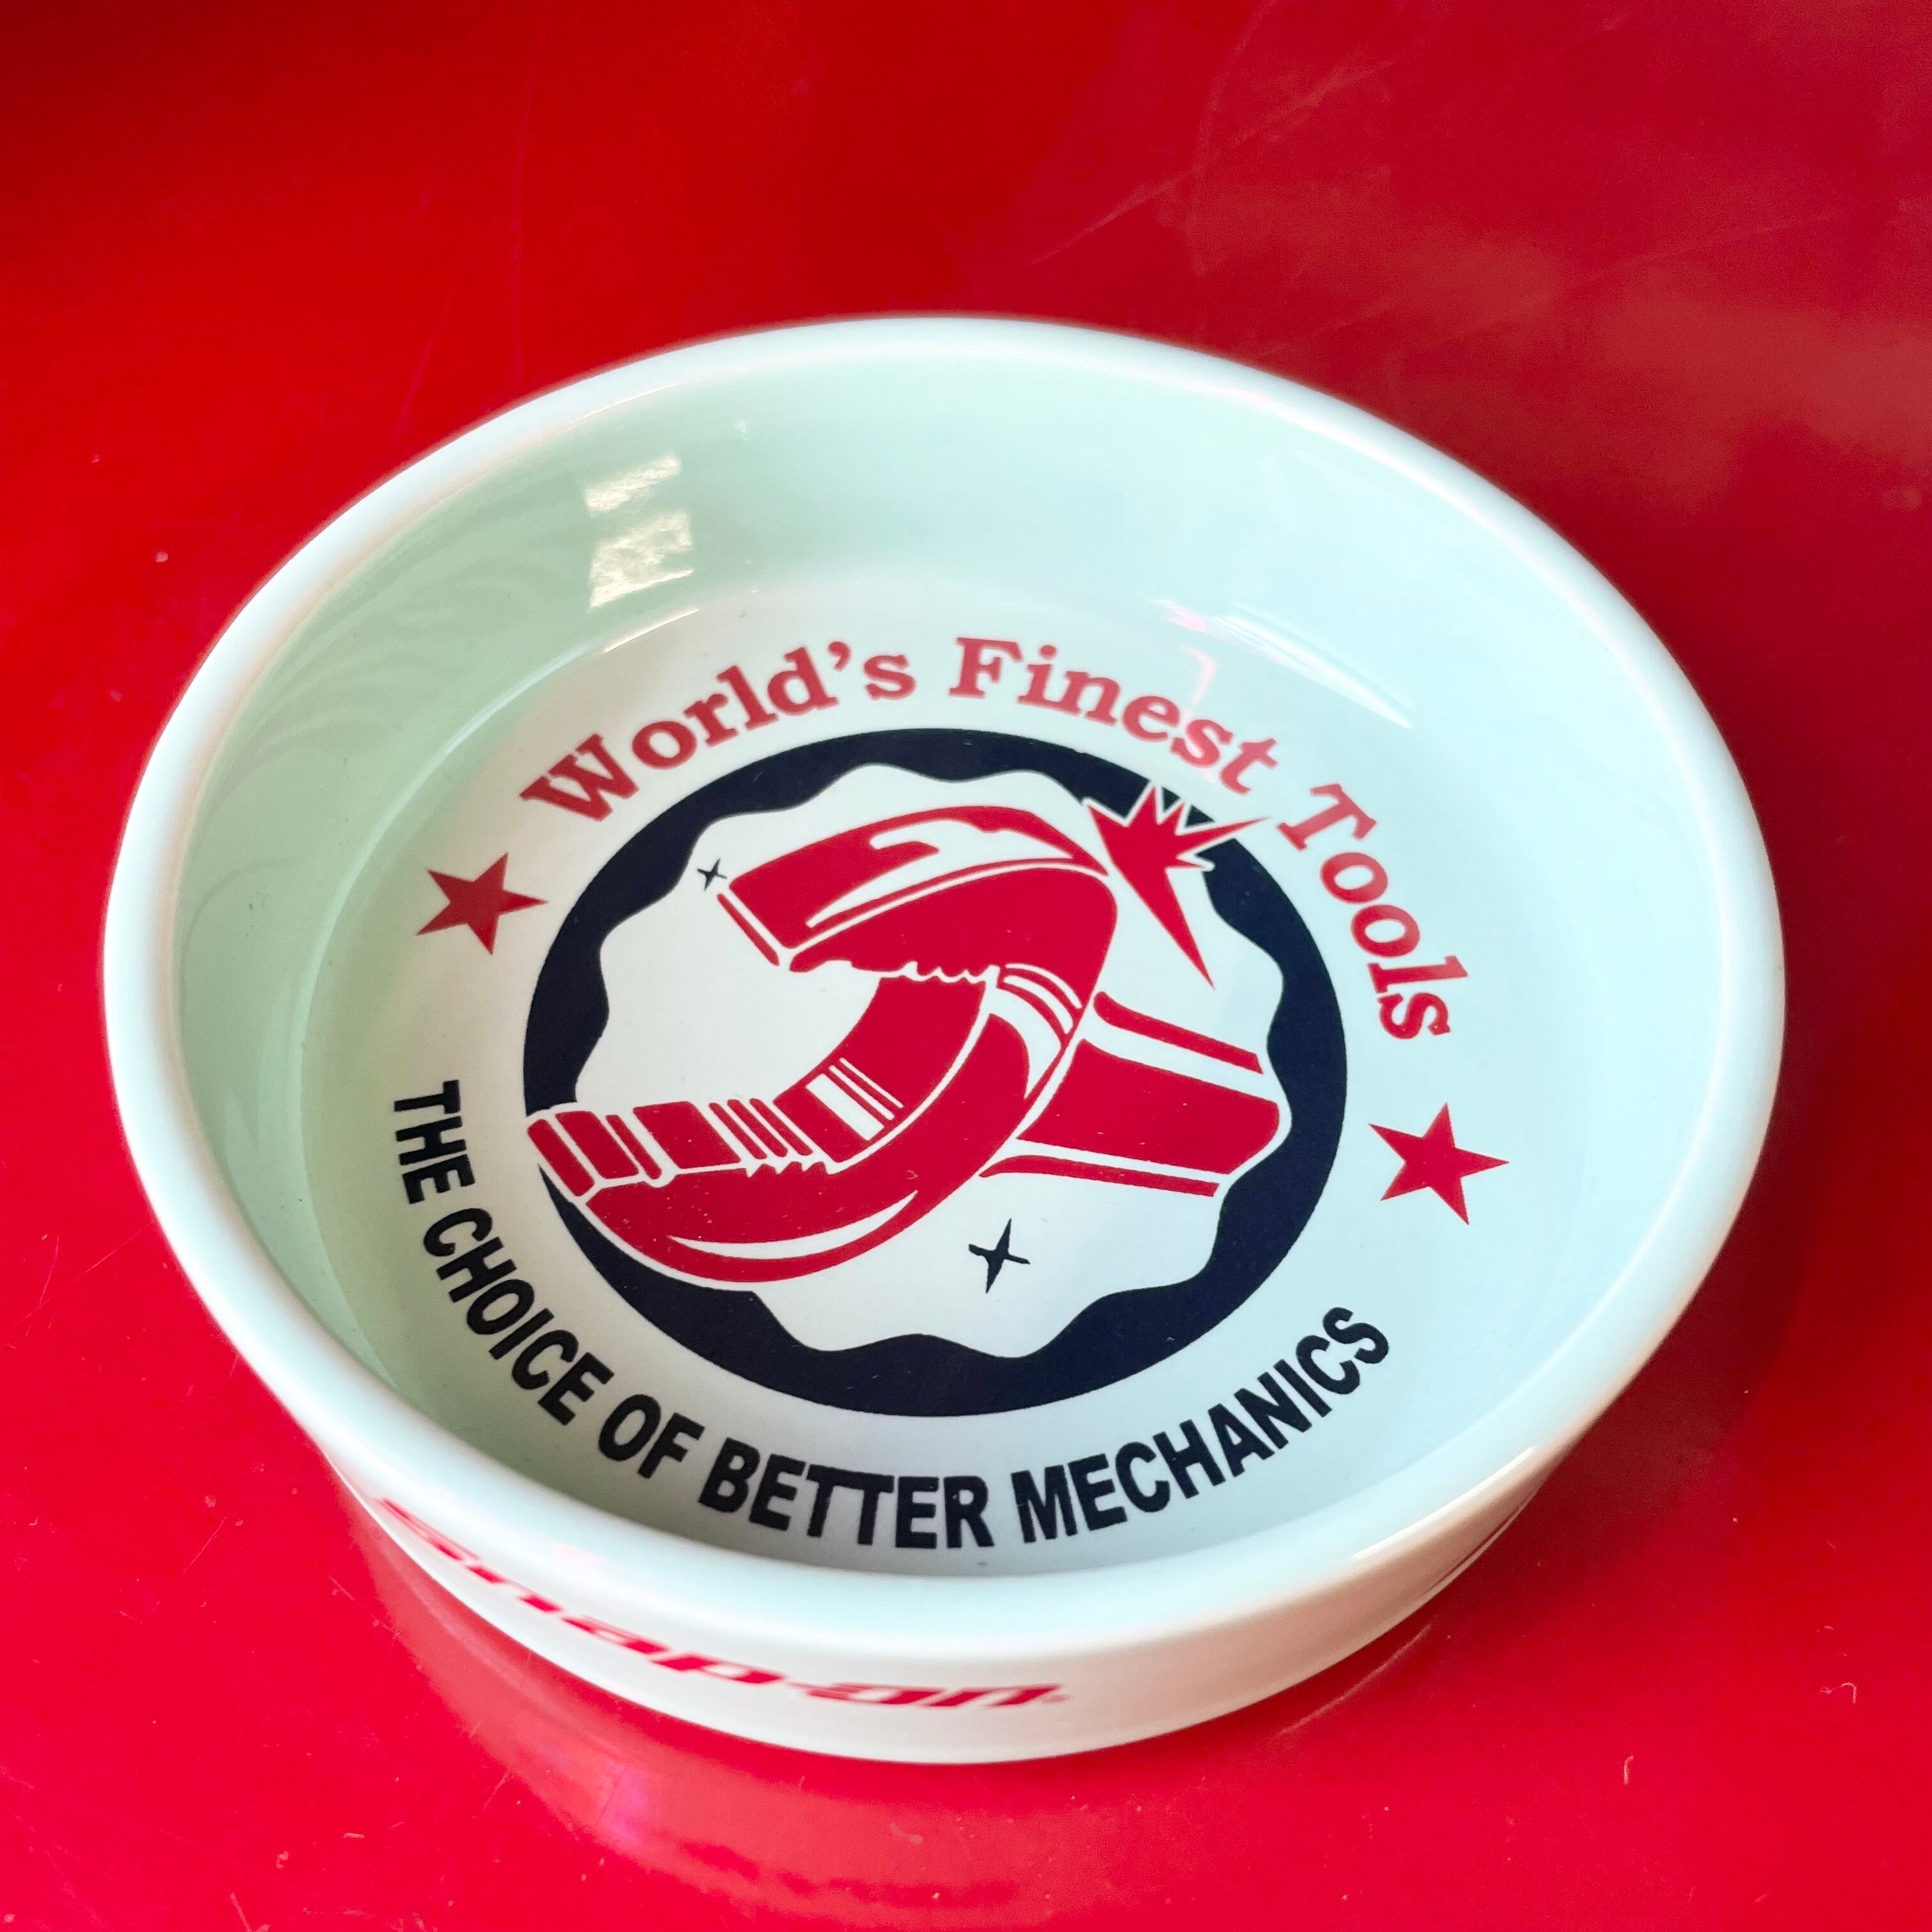 World's Finest Tools
THE CHOICE OF BETTER MECHANICS
Snap-on